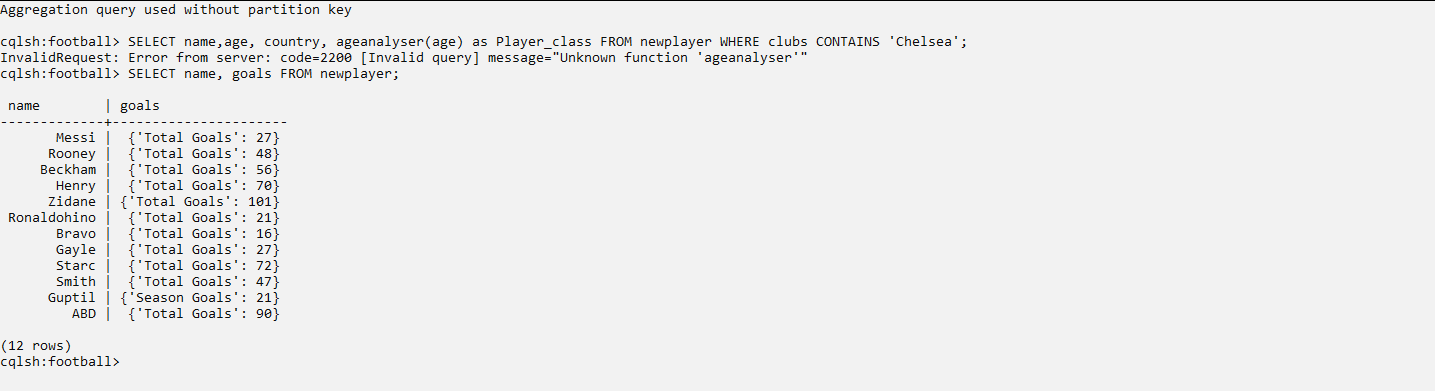 Aggregation query used without partition key
cqlsh:football> SELECT name,age, country, ageanalyser(age) as Player_class FROM newplayer WHERE clubs CONTAINS 'Chelsea';
InvalidRequest: Error from server: code=2200 [Invalid query] message="Unknown function 'ageanalyser'"
cqlsh:football> SELECT name, goals FROM newplayer;
 name        | goals
-------------+----------------------
       Messi |  {'Total Goals': 27}
      Rooney |  {'Total Goals': 48}
     Beckham |  {'Total Goals': 56}
       Henry |  {'Total Goals': 70}
      Zidane | {'Total Goals': 101}
 Ronaldohino |  {'Total Goals': 21}
       Bravo |  {'Total Goals': 16}
       Gayle |  {'Total Goals': 27}
       Starc |  {'Total Goals': 72}
       Smith |  {'Total Goals': 47}
      Guptil | {'Season Goals': 21}
         ABD |  {'Total Goals': 90}
(12 rows)
cqlsh:football>